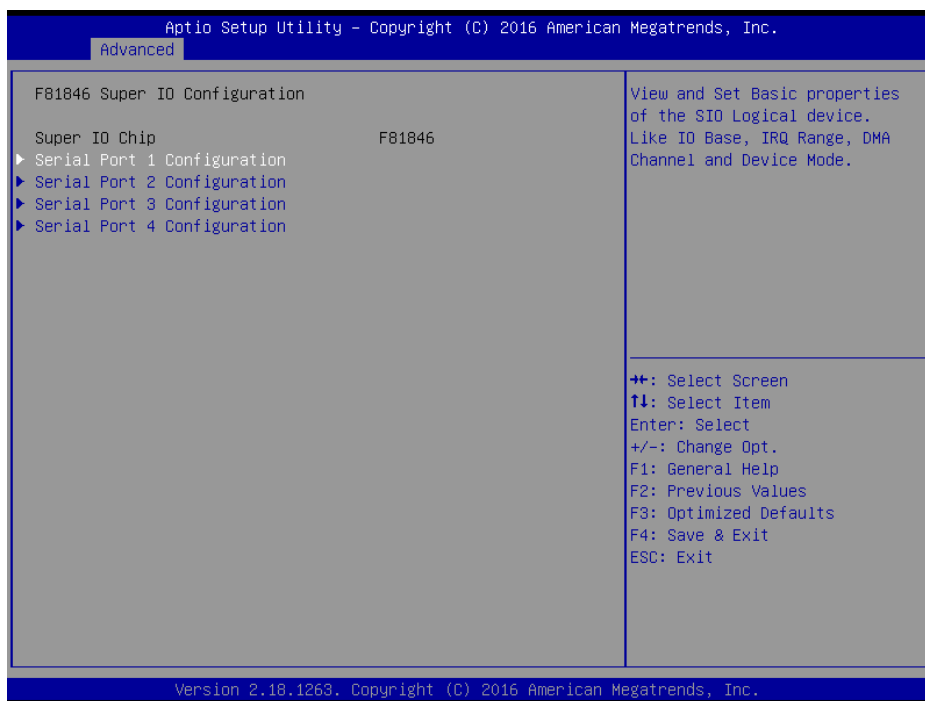 Aptio Setup Utility – Copyright (C) 2016 American Megatrends, Inc.
Advanced
F81846 Super IO Configuration
Super IO Chip F81846
▶ Serial Port 1 Configuration
▶ Serial Port 2 Configuration
▶ Serial Port 3 Configuration
▶ Serial Port 4 Configuration
View and Set Basic properties
of the SIO Logical device.
Like IO Base, IRQ Range, DMA
Channel and Device Mode.
→←: Select Screen
↑↓: Select Item
Enter: Select
+/-: Change Opt.
F1: General Help
F2: Previous Values
F3: Optimized Defaults
F4: Save & Exit
ESC: Exit
Version 2.18.1263. Copyright (C) 2016 American Megatrends, Inc.